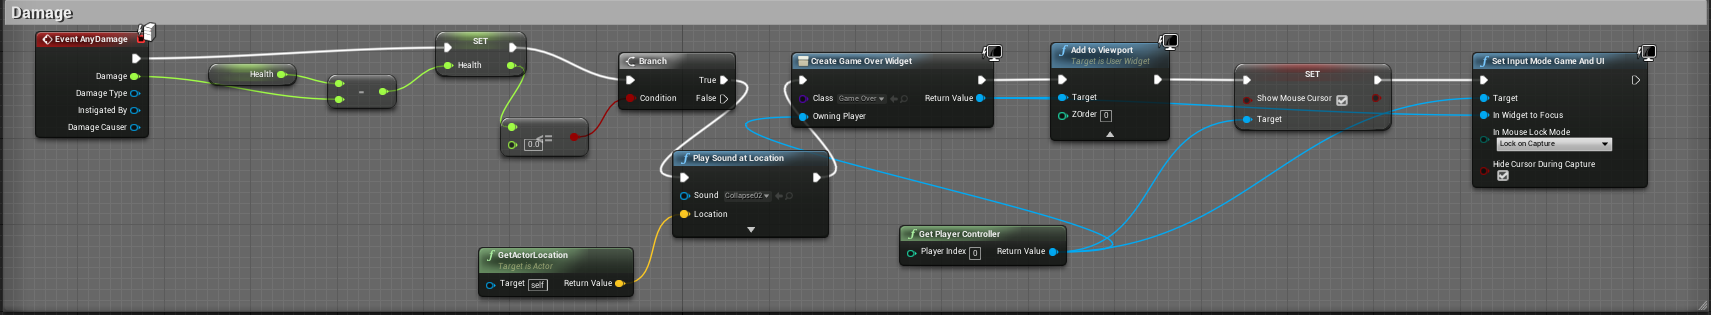 Damage
Event AnyDamage
Damage
Damage Type
Instigated By
Damage Causer
Health
-
SET
Health
<=
0.0
Branch
True
Condition
False
Play Sound at Location
Sound Collapse02
Location
GetActorLocation
Target is Actor
Target self Return Value
Create Game Over Widget
Class Game Over Return Value
Owning Player
Get Player Controller
Player Index 0 Return Value
Add to Viewport
Target is User Widget
Target
ZOrder 0
SET
Show Mouse Cursor
Target
Set Input Mode Game And UI
Target
In Widget to Focus
In Mouse Lock Mode
Lock on Capture
Hide Cursor During Capture